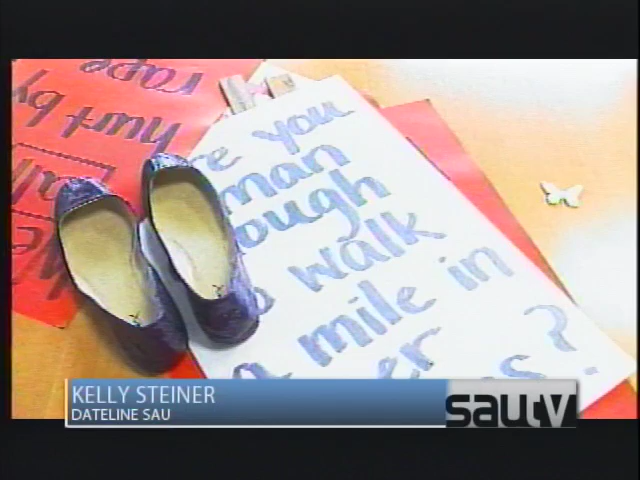 hurt by
rape
re you
man
ough
walk
a mile in
er
s?
KELLY STEINER
DATELINE SAU
sautv